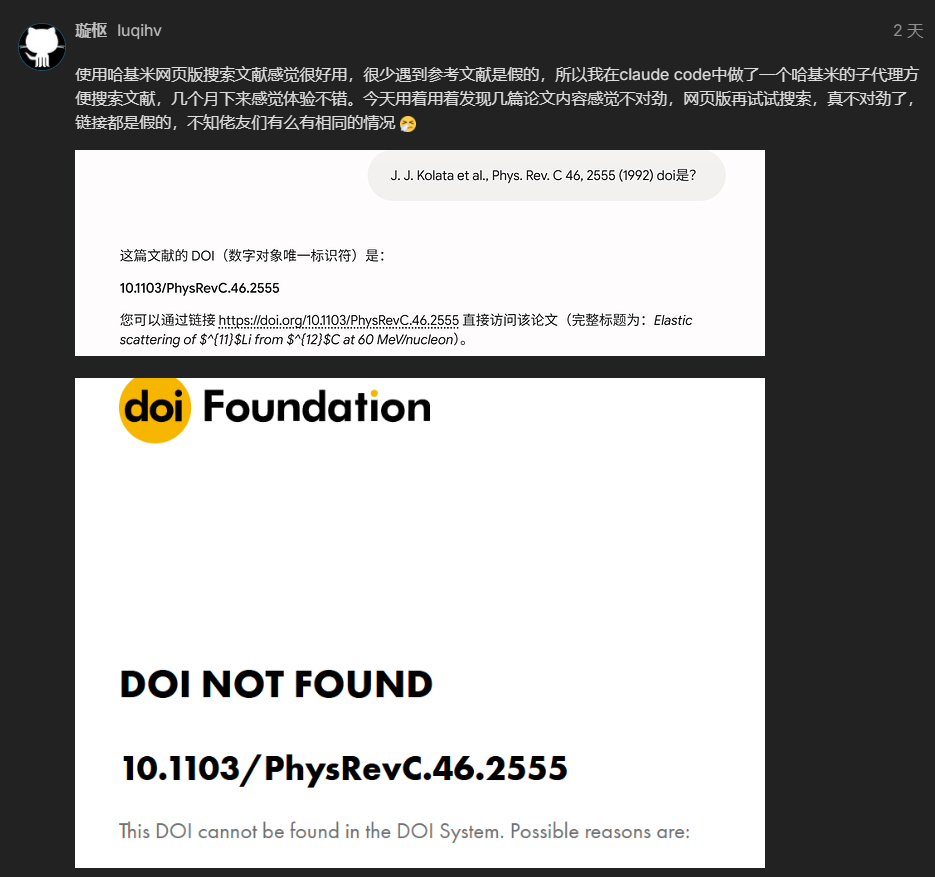 璇枢 luqihv
2 天
使用哈基米网页版搜索文献感觉很好用，很少遇到参考文献是假的，所以我在claude code中做了一个哈基米的子代理方
便搜索文献，几个月下来感觉体验不错。今天用着用着发现几篇论文内容感觉不对劲，网页版再试试搜索，真不对劲了，
链接都是假的，不知佬友们有么有相同的情况 🤧
J. J. Kolata et al., Phys. Rev. C 46, 2555 (1992) doi是?
这篇文献的 DOI（数字对象唯一标识符）是：
10.1103/PhysRevC.46.2555
您可以通过链接 https://doi.org/10.1103/PhysRevC.46.2555 直接访问该论文（完整标题为：Elastic
scattering of $^{11}$Li from $^{12}$C at 60 MeV/nucleon）。
doi Foundation
DOI NOT FOUND
10.1103/PhysRevC.46.2555
This DOI cannot be found in the DOI System. Possible reasons are: